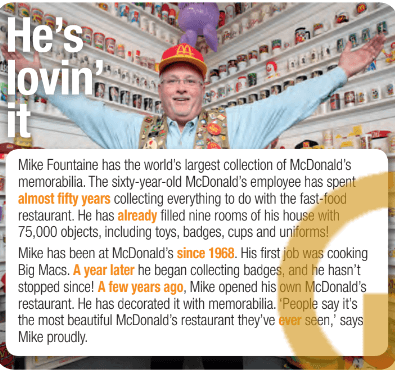 He's
lovin'
it
Mike Fountaine has the world's largest collection of McDonald's
memorabilia. The sixty-year-old McDonald's employee has spent
almost fifty years collecting everything to do with the fast-food
restaurant. He has already filled nine rooms of his house with
75,000 objects, including toys, badges, cups and uniforms!
Mike has been at McDonald's since 1968. His first job was cooking
Big Macs. A year later he began collecting badges, and he hasn't
stopped since! A few years ago, Mike opened his own McDonald's
restaurant. He has decorated it with memorabilia. 'People say it's
the most beautiful McDonald's restaurant they've ever seen,' says
Mike proudly.